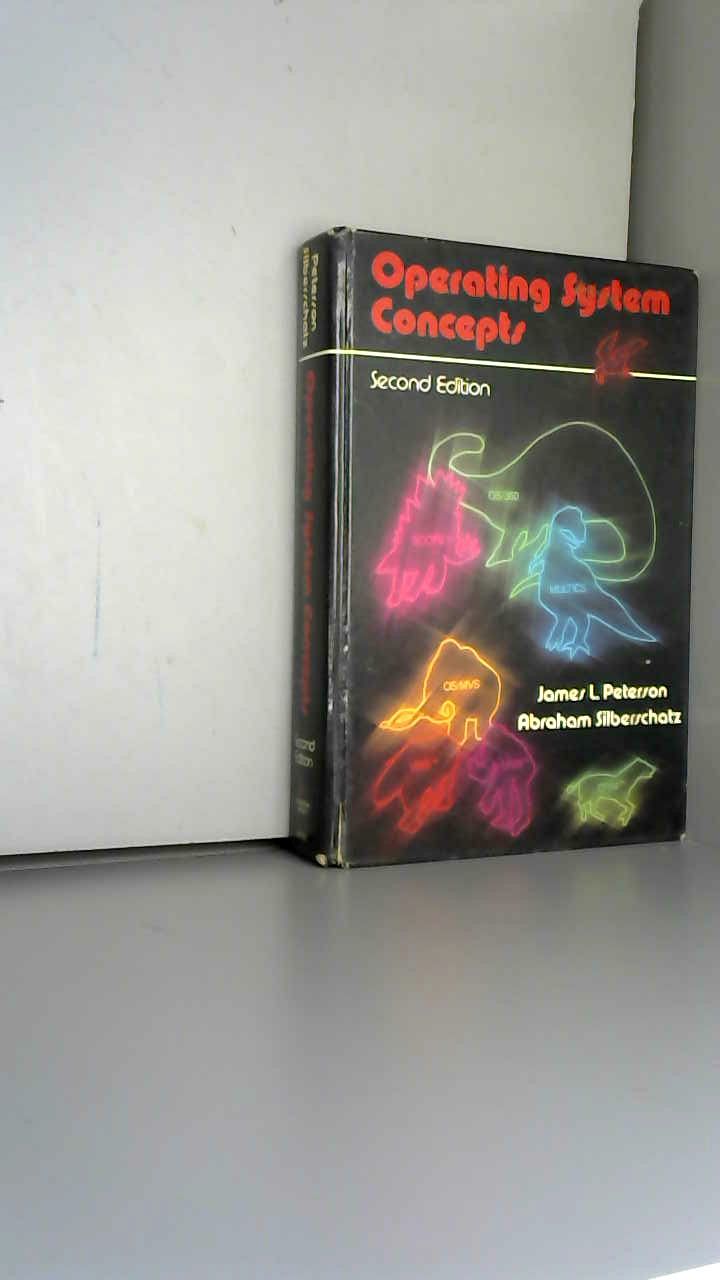 Peterson
Silberschatz
Operating System Concepts
Second
Edition
Operating System
Concepts
Second Edition
OS/360
MULTICS
OS/MVS
James L. Peterson
Abraham Silberschatz